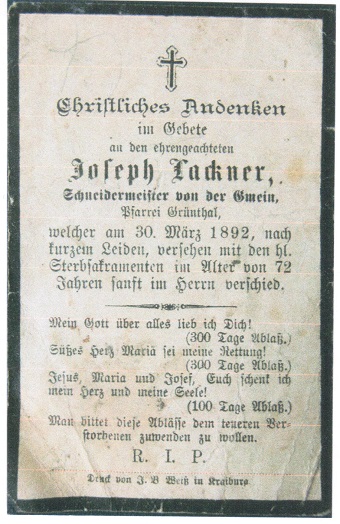 Christliches Andenken
im Gebete
an den ehrengeachteten
Joseph Lackner,
Schneidermeister von der Gmein,
Pfarrei Grünthal,
welcher am 30. März 1892, nach
kurzem Leiden, versehen mit den hl.
Sterbsakramenten im Alter von 72
Jahren sanft im Herrn verschied.
Mein Gott über alles lieb ich Dich!
(300 Tage Ablaß.)
Süßes Herz Mariä sei meine Rettung!
(300 Tage Ablaß.)
Jesus, Maria und Josef, Euch schenk ich
mein Herz und meine Seele!
(100 Tage Ablaß.)
Man bittet diese Ablässe dem teueren Ver-
storbenen zuwenden zu wollen.
R. I. P.
Druck von J. B Weiß in Kraiburg